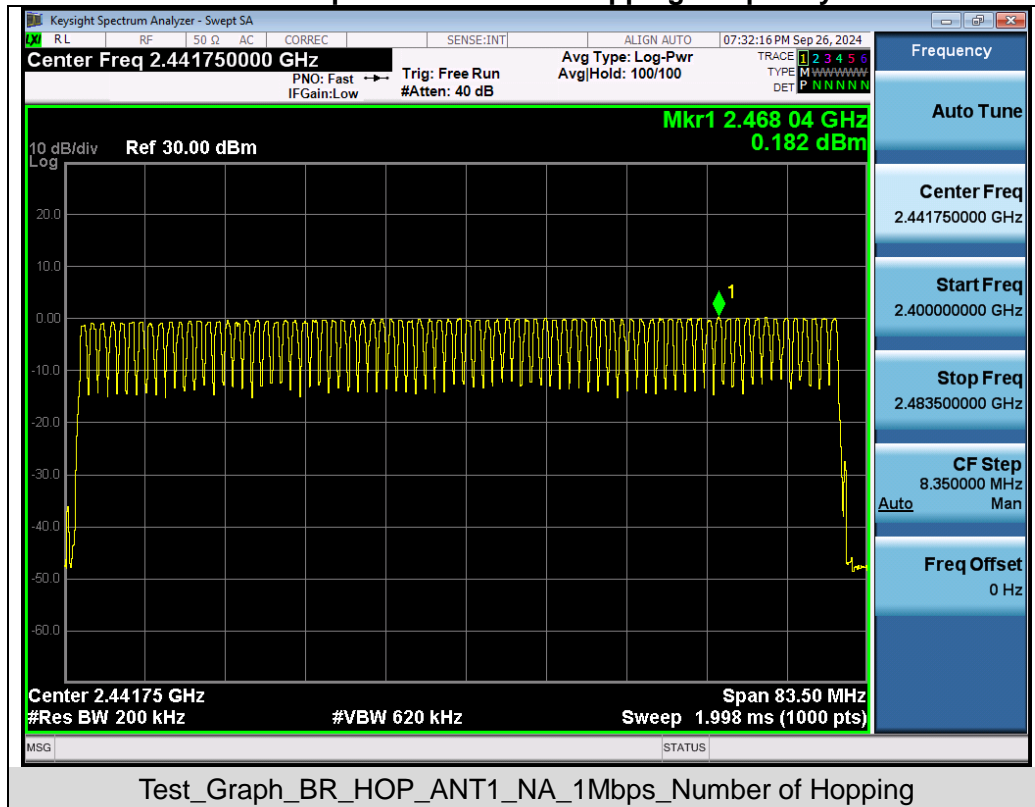 Keysight Spectrum Analyzer - Swept SA
LXI RL RF 50 Ω AC CORREC SENSE:INT ALIGN AUTO 07:32:16 PM Sep 26, 2024
Center Freq 2.441750000 GHz
PNO: Fast
IFGain:Low
Trig: Free Run
#Atten: 40 dB
Avg Type: Log-Pwr
Avg|Hold: 100/100
TRACE 1 2 3 4 5 6
TYPE M WWWWW
DET P N N N N N
Mkr1 2.468 04 GHz
0.182 dBm
10 dB/div Ref 30.00 dBm
Log
20.0
10.0
0.00
-10.0
-20.0
-30.0
-40.0
-50.0
-60.0
1
Center 2.44175 GHz Span 83.50 MHz
#Res BW 200 kHz #VBW 620 kHz Sweep 1.998 ms (1000 pts)
MSG STATUS
Frequency
Auto Tune
Center Freq
2.441750000 GHz
Start Freq
2.400000000 GHz
Stop Freq
2.483500000 GHz
CF Step
8.350000 MHz
Auto Man
Freq Offset
0 Hz
Test_Graph_BR_HOP_ANT1_NA_1Mbps_Number of Hopping